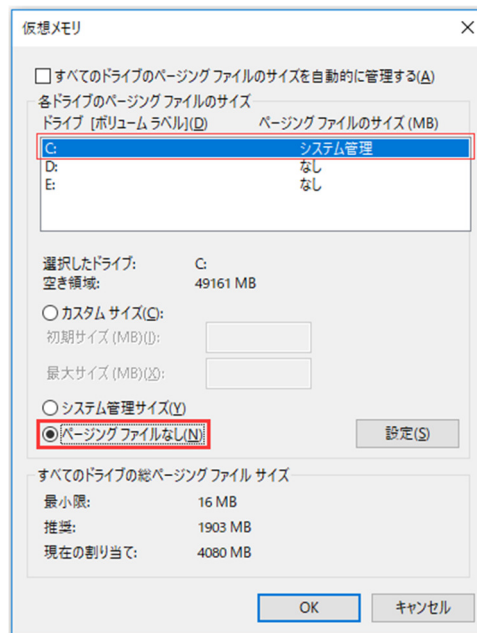 仮想メモリ
すべてのドライブのページング ファイルのサイズを自動的に管理する(A)
各ドライブのページング ファイルのサイズ
ドライブ [ボリューム ラベル](D) ページング ファイルのサイズ (MB)
C: システム管理
D: なし
E: なし
選択したドライブ: C:
空き領域: 49161 MB
カスタム サイズ(C):
初期サイズ (MB)(I):
最大サイズ (MB)(X):
システム管理サイズ(Y)
ページング ファイルなし(N) 設定(S)
すべてのドライブの総ページング ファイル サイズ
最小限: 16 MB
推奨: 1903 MB
現在の割り当て: 4080 MB
OK キャンセル